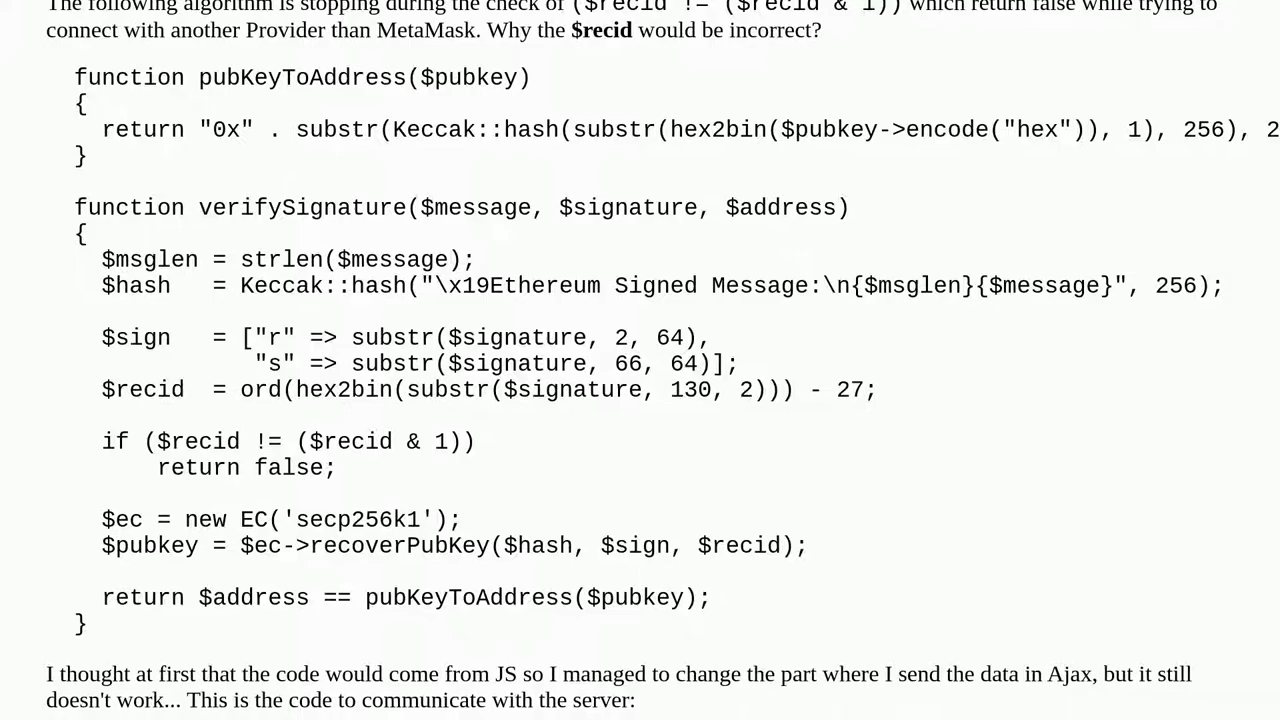 The following algorithm is stopping during the check of ($recid != ($recid & 1)) which return false while trying to
connect with another Provider than MetaMask. Why the $recid would be incorrect?
function pubKeyToAddress($pubkey)
{
  return "0x" . substr(Keccak::hash(substr(hex2bin($pubkey->encode("hex")), 1), 256), 2
}
function verifySignature($message, $signature, $address)
{
  $msglen = strlen($message);
  $hash   = Keccak::hash("\x19Ethereum Signed Message:\n{$msglen}{$message}", 256);
  $sign   = ["r" => substr($signature, 2, 64),
             "s" => substr($signature, 66, 64)];
  $recid  = ord(hex2bin(substr($signature, 130, 2))) - 27;
  if ($recid != ($recid & 1))
      return false;
  $ec = new EC('secp256k1');
  $pubkey = $ec->recoverPubKey($hash, $sign, $recid);
  return $address == pubKeyToAddress($pubkey);
}
I thought at first that the code would come from JS so I managed to change the part where I send the data in Ajax, but it still
doesn't work... This is the code to communicate with the server: